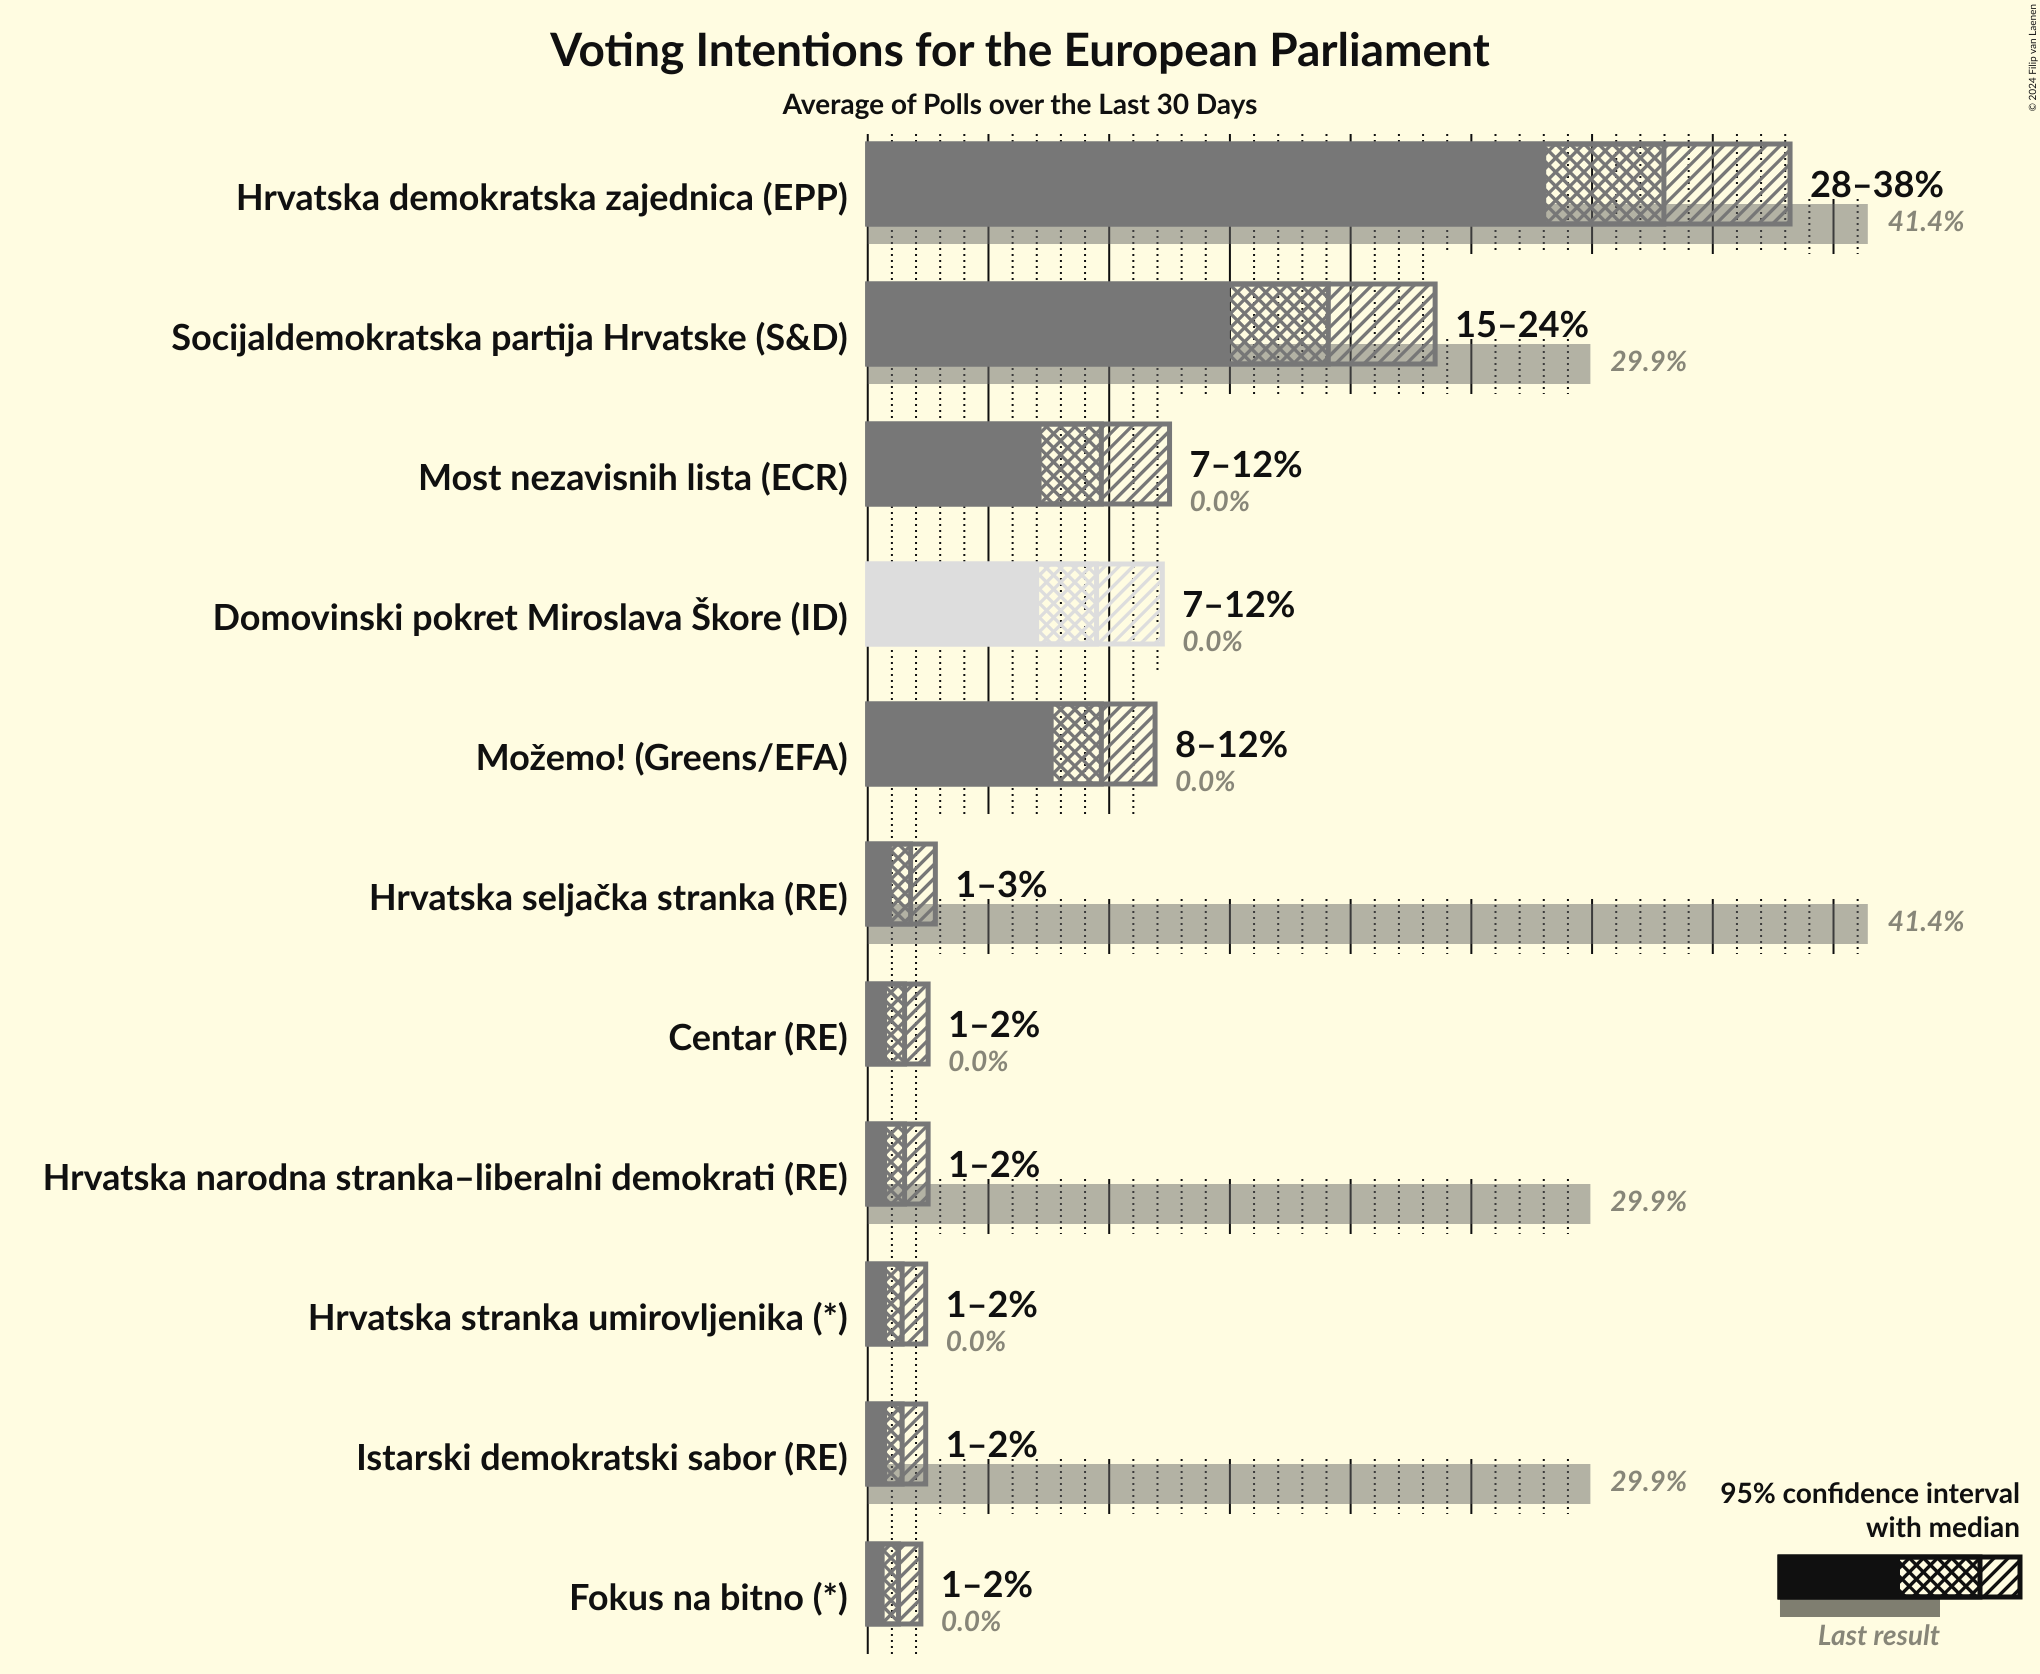 Voting Intentions for the European Parliament
Average of Polls over the Last 30 Days
© 2024 Filip van Laenen
Hrvatska demokratska zajednica (EPP)
28–38%
41.4%
Socijaldemokratska partija Hrvatske (S&D)
15–24%
29.9%
Most nezavisnih lista (ECR)
7–12%
0.0%
Domovinski pokret Miroslava Škore (ID)
7–12%
0.0%
Možemo! (Greens/EFA)
8–12%
0.0%
Hrvatska seljačka stranka (RE)
1–3%
41.4%
Centar (RE)
1–2%
0.0%
Hrvatska narodna stranka–liberalni demokrati (RE)
1–2%
29.9%
Hrvatska stranka umirovljenika (*)
1–2%
0.0%
Istarski demokratski sabor (RE)
1–2%
29.9%
Fokus na bitno (*)
1–2%
0.0%
95% confidence interval
with median
Last result